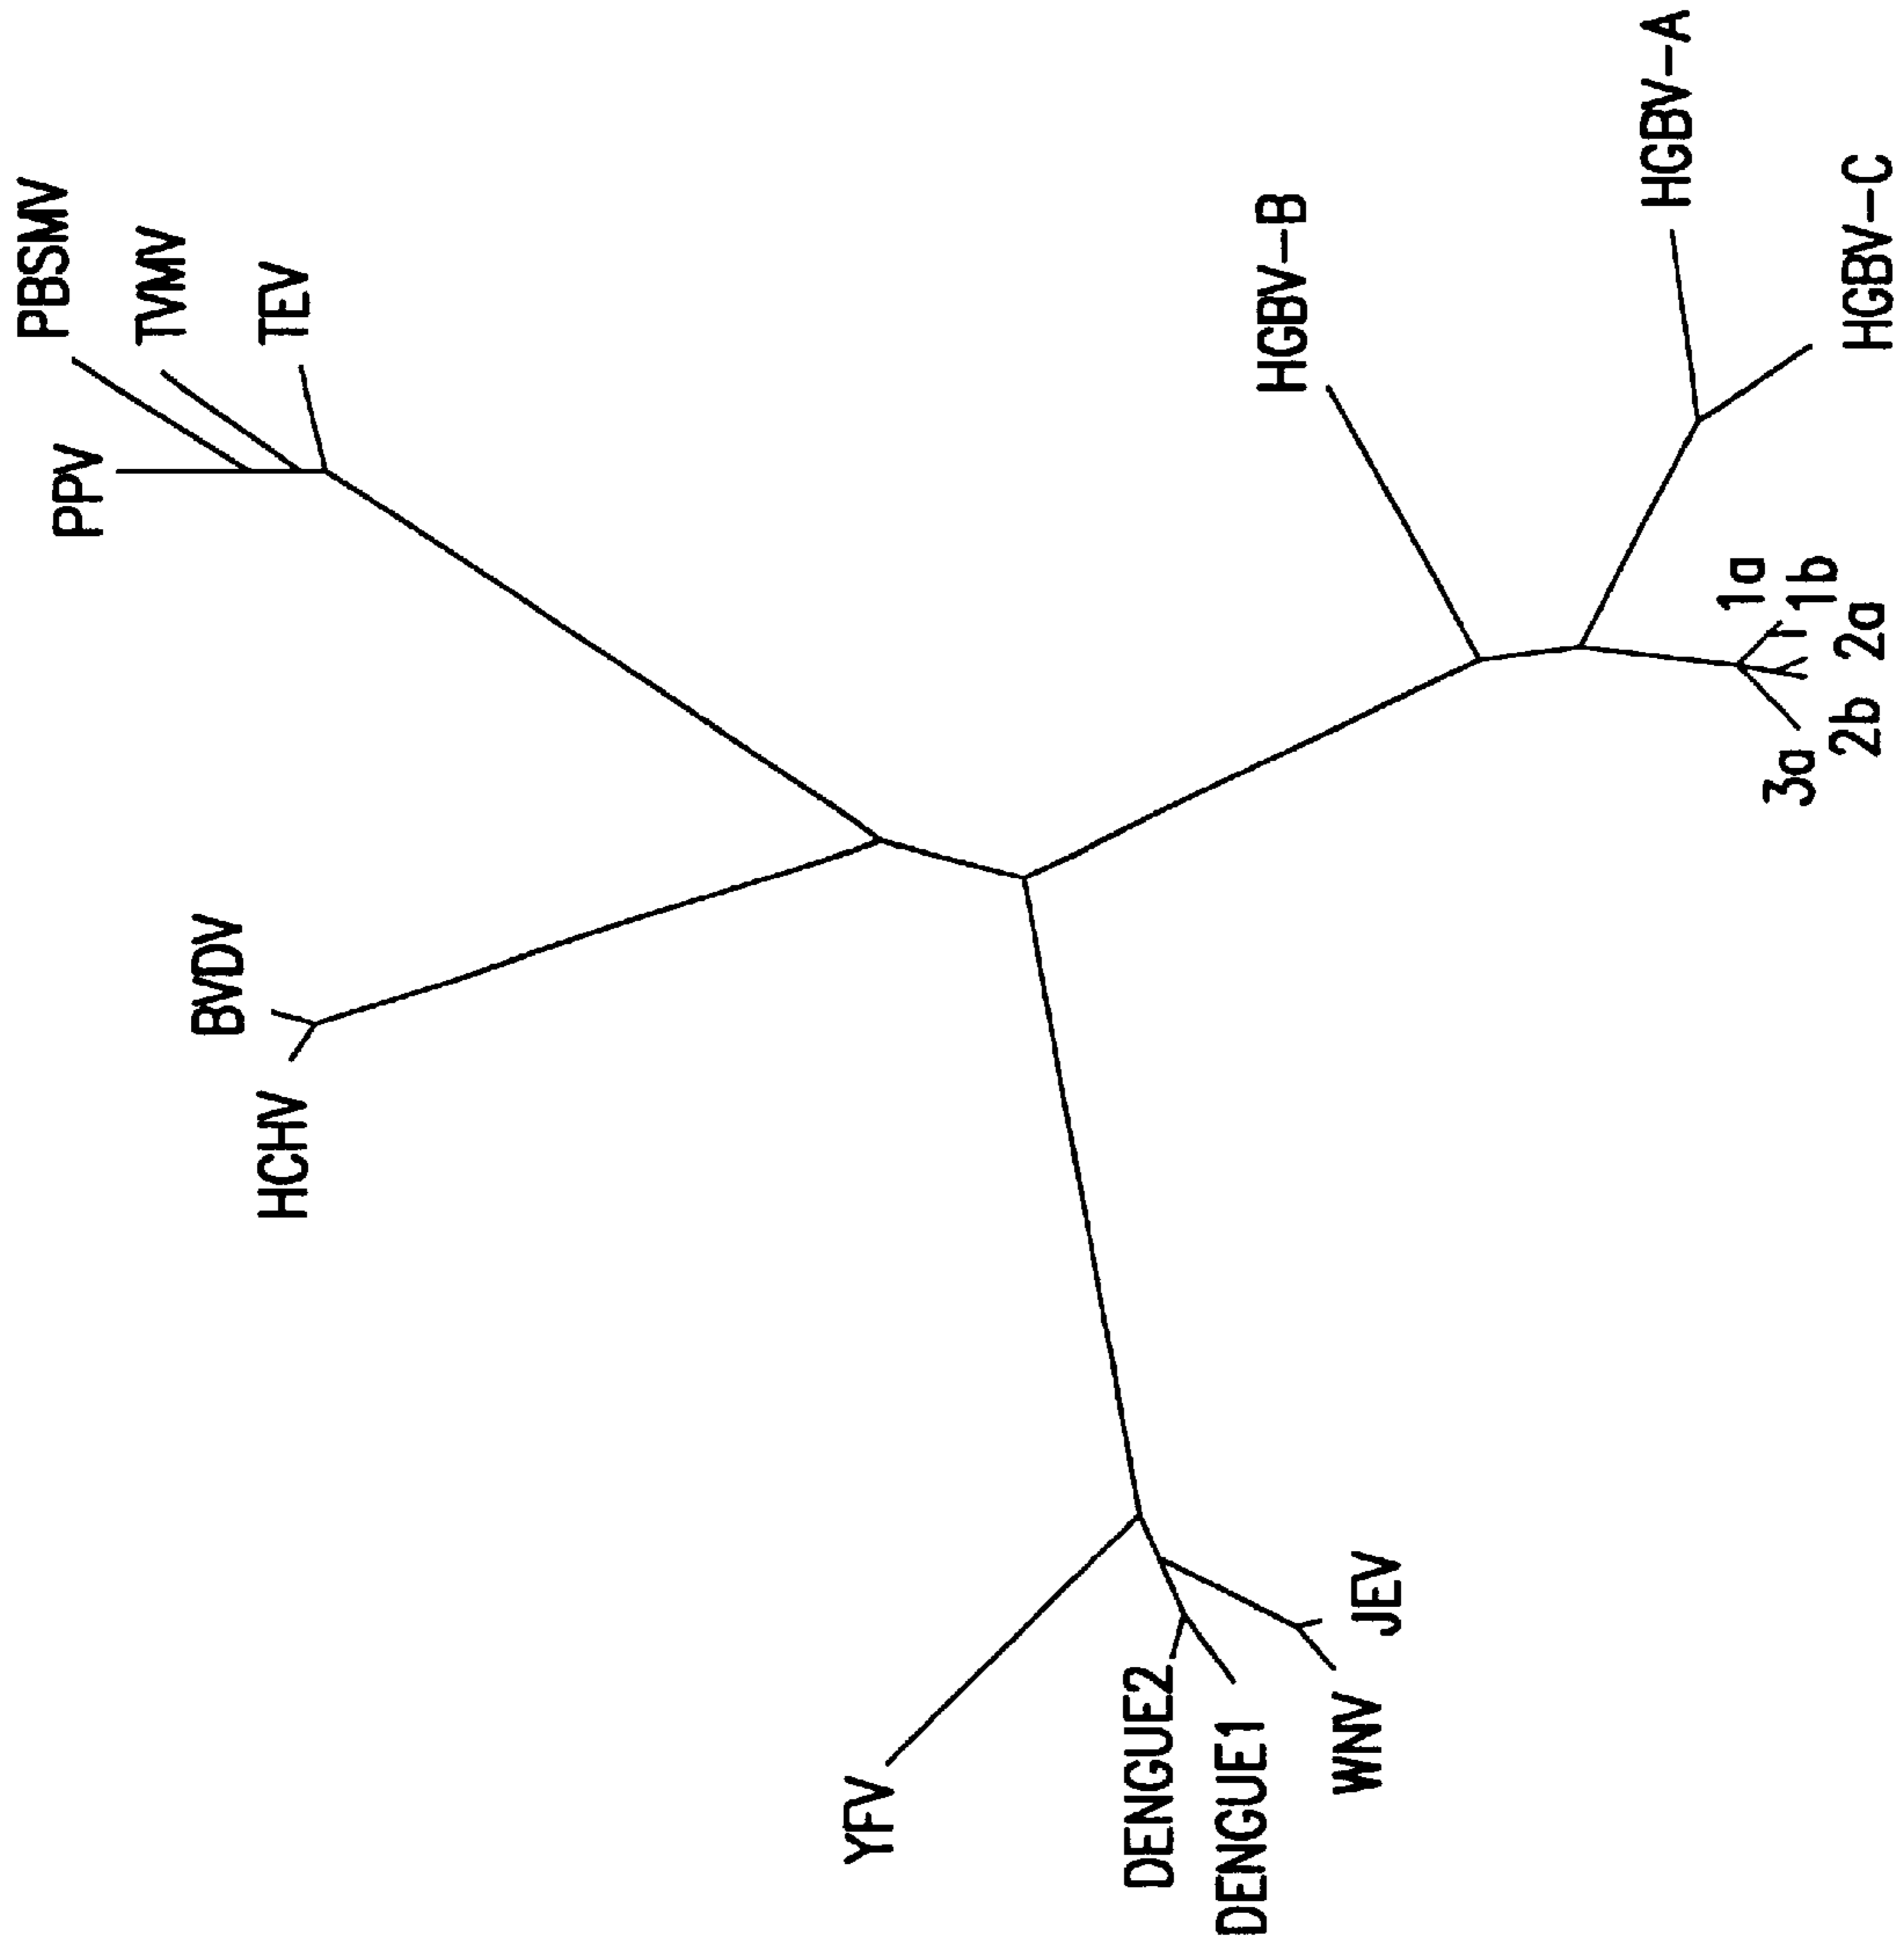 PBSMV
TVMV
TEV
PPV
BVDV
HCHV
HGBV-A
HGBV-B
HGBV-C
1a
1b
2a
2b
3a
YFV
DENGUE2
DENGUE1
WNV
JEV